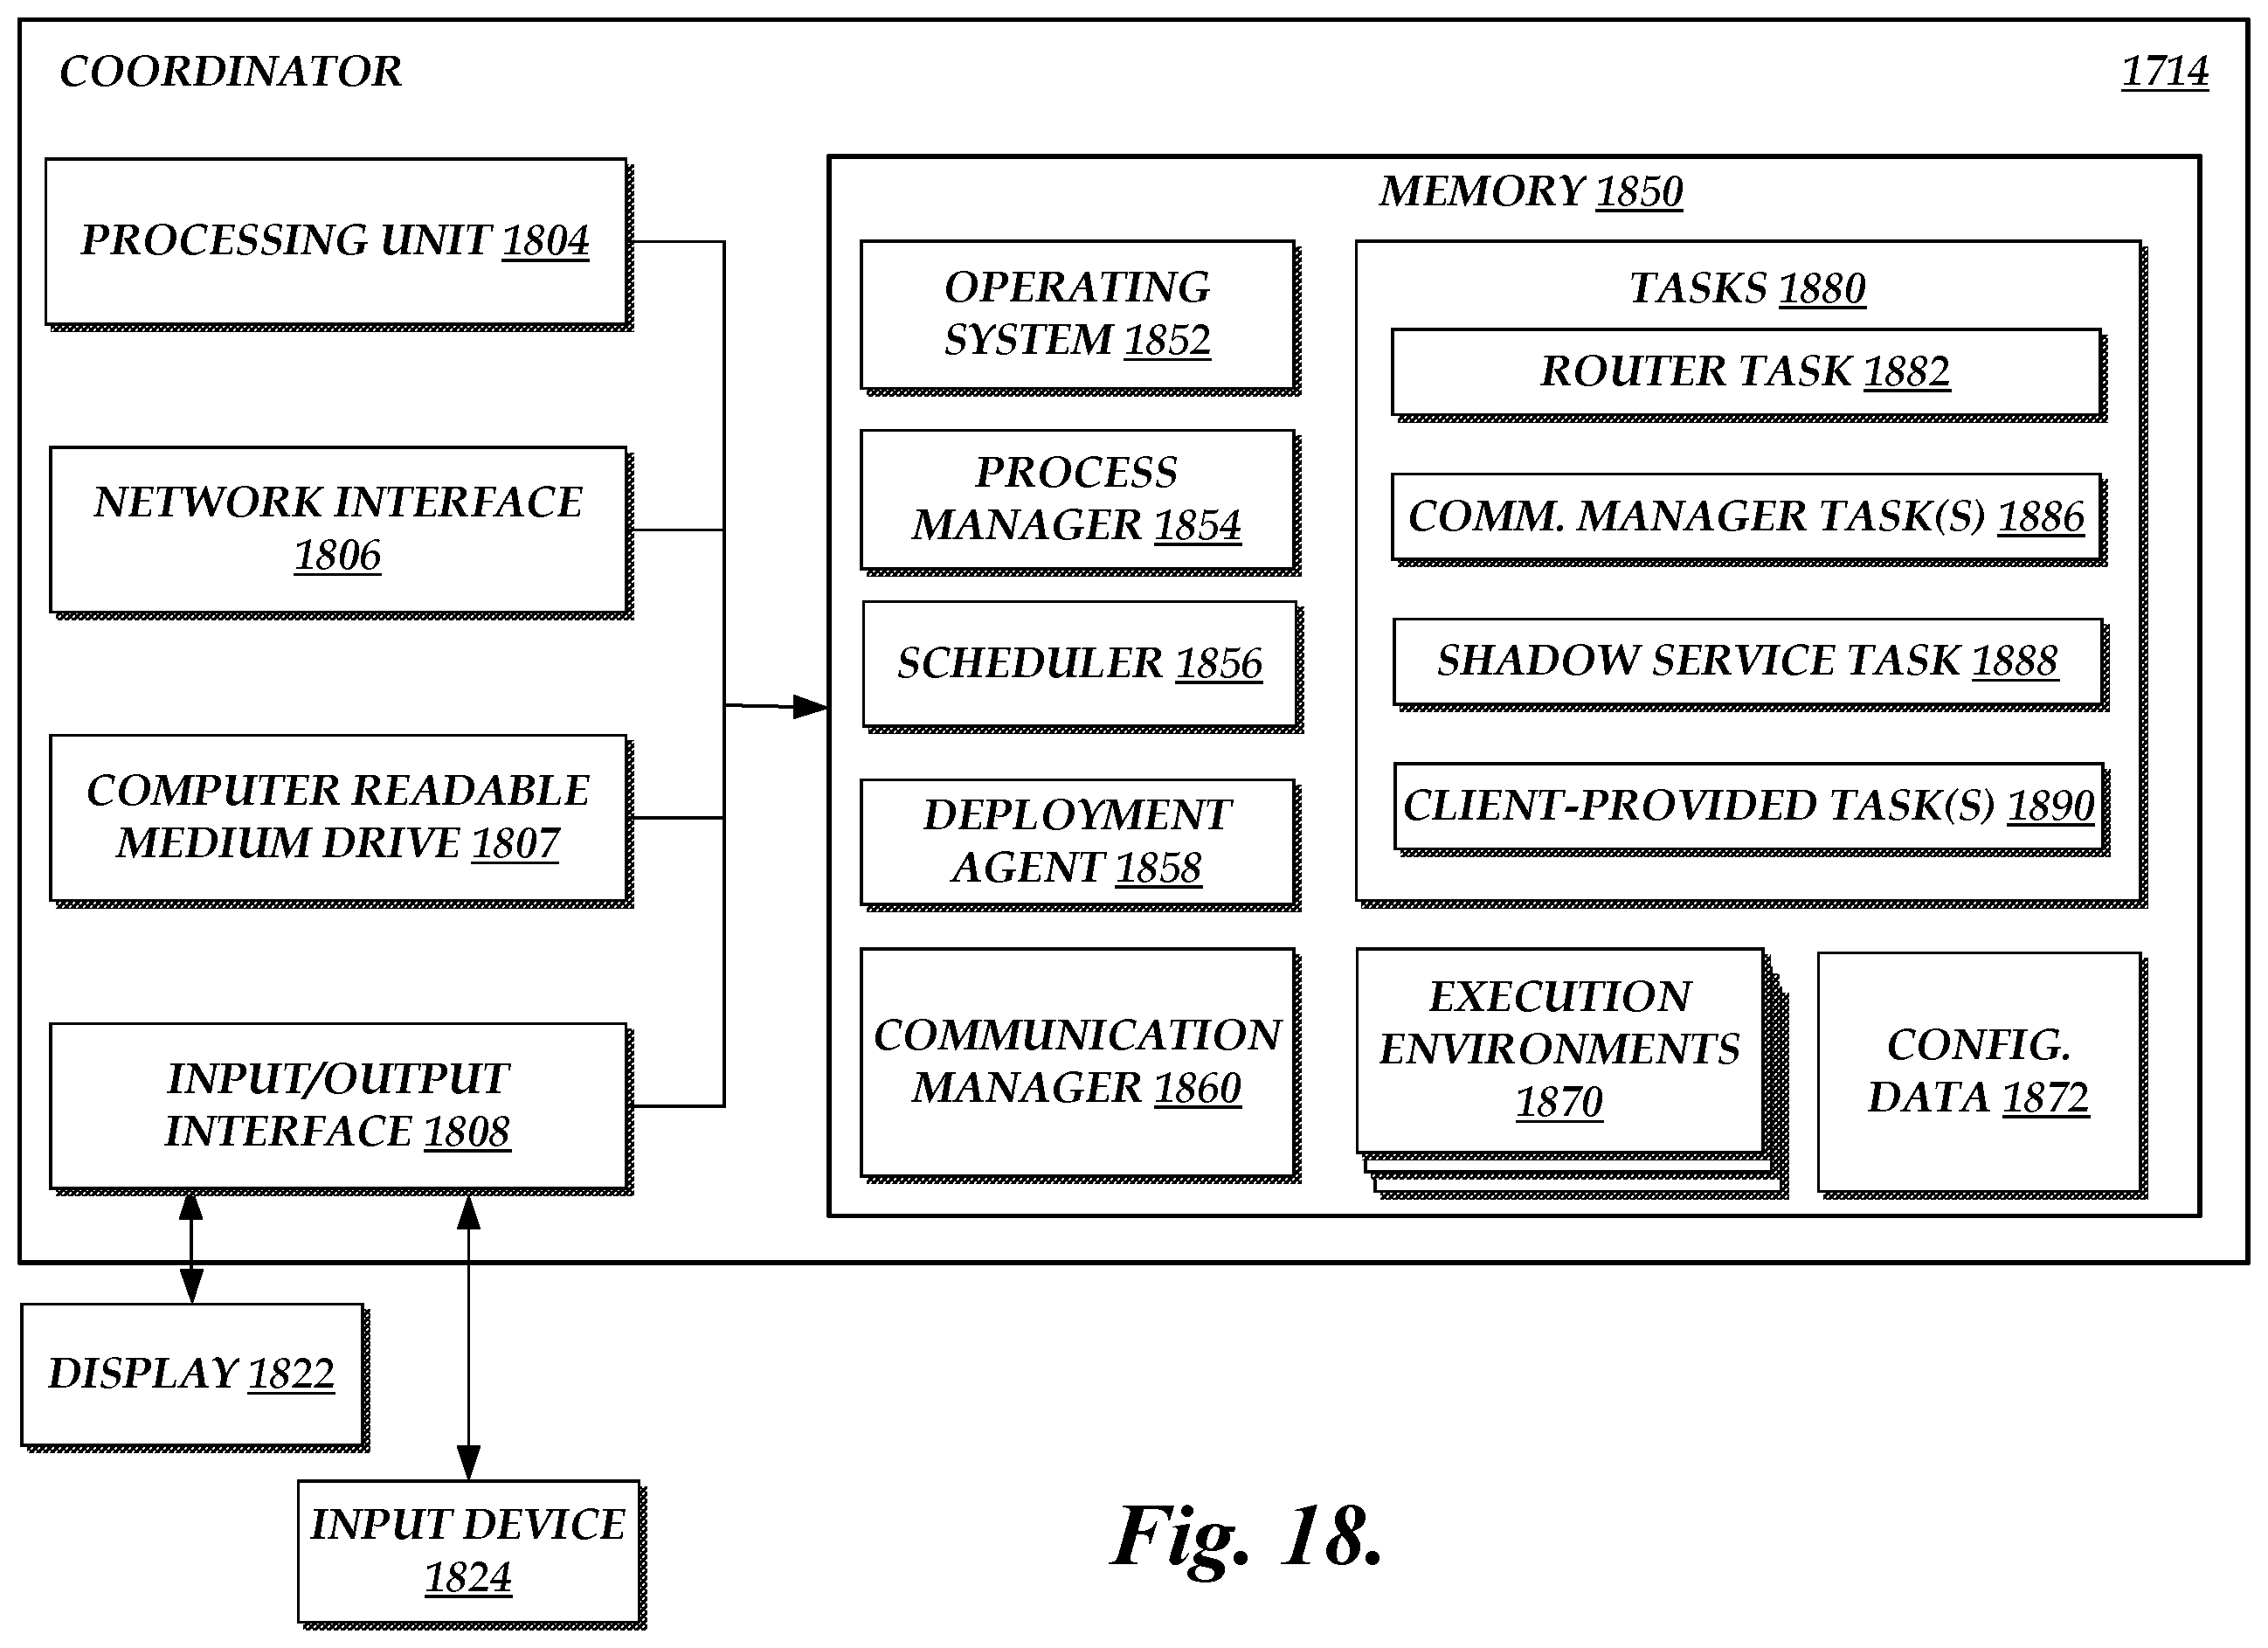 COORDINATOR
1714
PROCESSING UNIT 1804
NETWORK INTERFACE
1806
COMPUTER READABLE
MEDIUM DRIVE 1807
INPUT/OUTPUT
INTERFACE 1808
DISPLAY 1822
INPUT DEVICE
1824
MEMORY 1850
OPERATING
SYSTEM 1852
PROCESS
MANAGER 1854
SCHEDULER 1856
DEPLOYMENT
AGENT 1858
COMMUNICATION
MANAGER 1860
TASKS 1880
ROUTER TASK 1882
COMM. MANAGER TASK(S) 1886
SHADOW SERVICE TASK 1888
CLIENT-PROVIDED TASK(S) 1890
EXECUTION
ENVIRONMENTS
1870
CONFIG.
DATA 1872
Fig. 18.